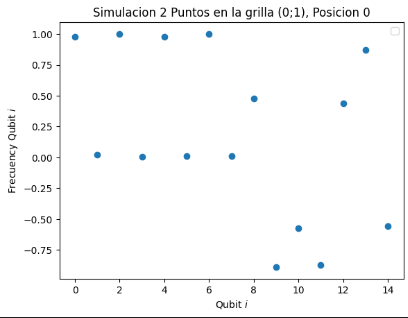 Simulacion 2 Puntos en la grilla (0;1), Posicion 0
1.00
0.75
0.50
0.25
0.00
−0.25
−0.50
−0.75
Frecuency Qubit i
0 2 4 6 8 10 12 14
Qubit i